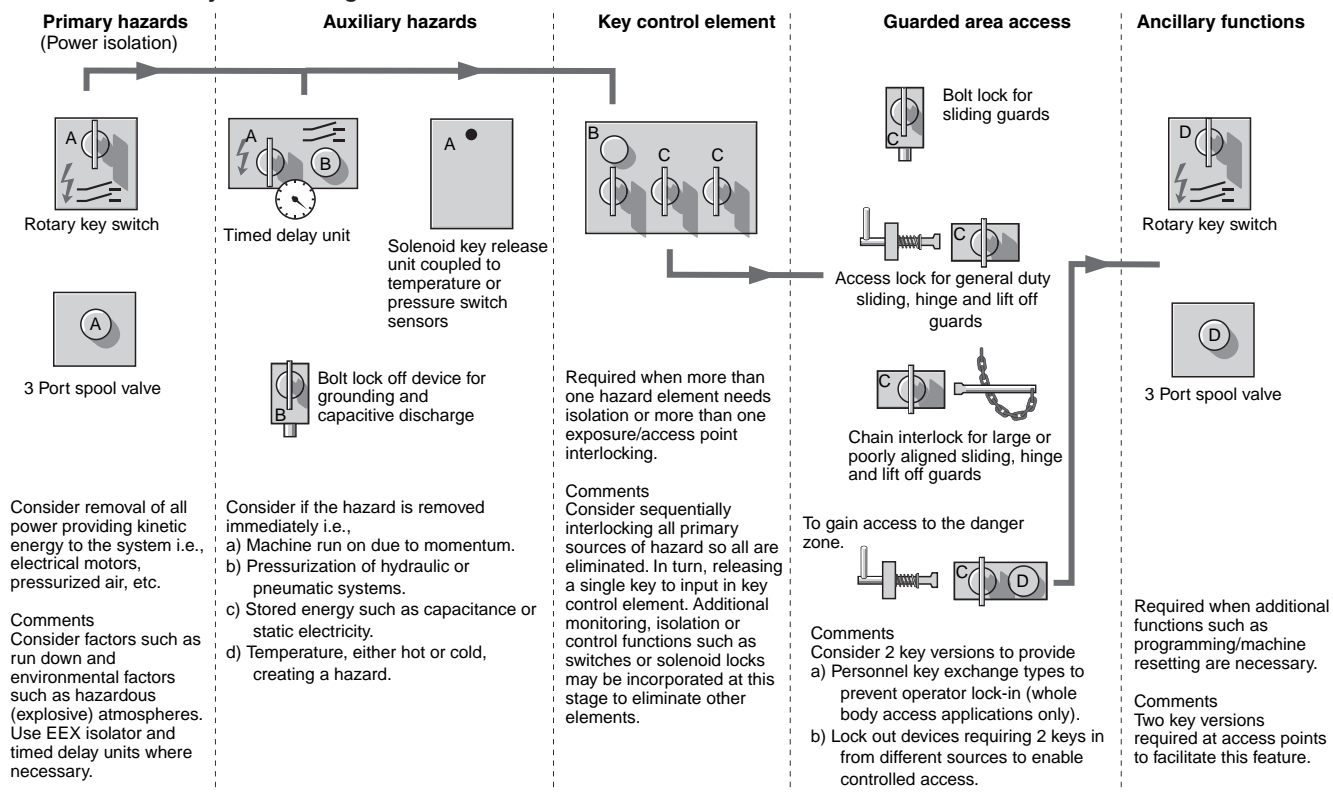 Primary hazards
(Power isolation)
A
Rotary key switch
A
3 Port spool valve
Consider removal of all
power providing kinetic
energy to the system i.e.,
electrical motors,
pressurized air, etc.
Comments
Consider factors such as
run down and
environmental factors
such as hazardous
(explosive) atmospheres.
Use EEX isolator and
timed delay units where
necessary.
Auxiliary hazards
A
B
Timed delay unit
A
Solenoid key release
unit coupled to
temperature or
pressure switch
sensors
B
Bolt lock off device for
grounding and
capacitive discharge
Consider if the hazard is removed
immediately i.e.,
a) Machine run on due to momentum.
b) Pressurization of hydraulic or
pneumatic systems.
c) Stored energy such as capacitance or
static electricity.
d) Temperature, either hot or cold,
creating a hazard.
Key control element
B
C C
Required when more than
one hazard element needs
isolation or more than one
exposure/access point
interlocking.
Comments
Consider sequentially
interlocking all primary
sources of hazard so all are
eliminated. In turn, releasing
a single key to input in key
control element. Additional
monitoring, isolation or
control functions such as
switches or solenoid locks
may be incorporated at this
stage to eliminate other
elements.
Guarded area access
C
Bolt lock for
sliding guards
C
Access lock for general duty
sliding, hinge and lift off
guards
C
Chain interlock for large or
poorly aligned sliding, hinge
and lift off guards
To gain access to the danger
zone.
C D
Comments
Consider 2 key versions to provide
a) Personnel key exchange types to
prevent operator lock-in (whole
body access applications only).
b) Lock out devices requiring 2 keys in
from different sources to enable
controlled access.
Ancillary functions
D
Rotary key switch
D
3 Port spool valve
Required when additional
functions such as
programming/machine
resetting are necessary.
Comments
Two key versions
required at access points
to facilitate this feature.